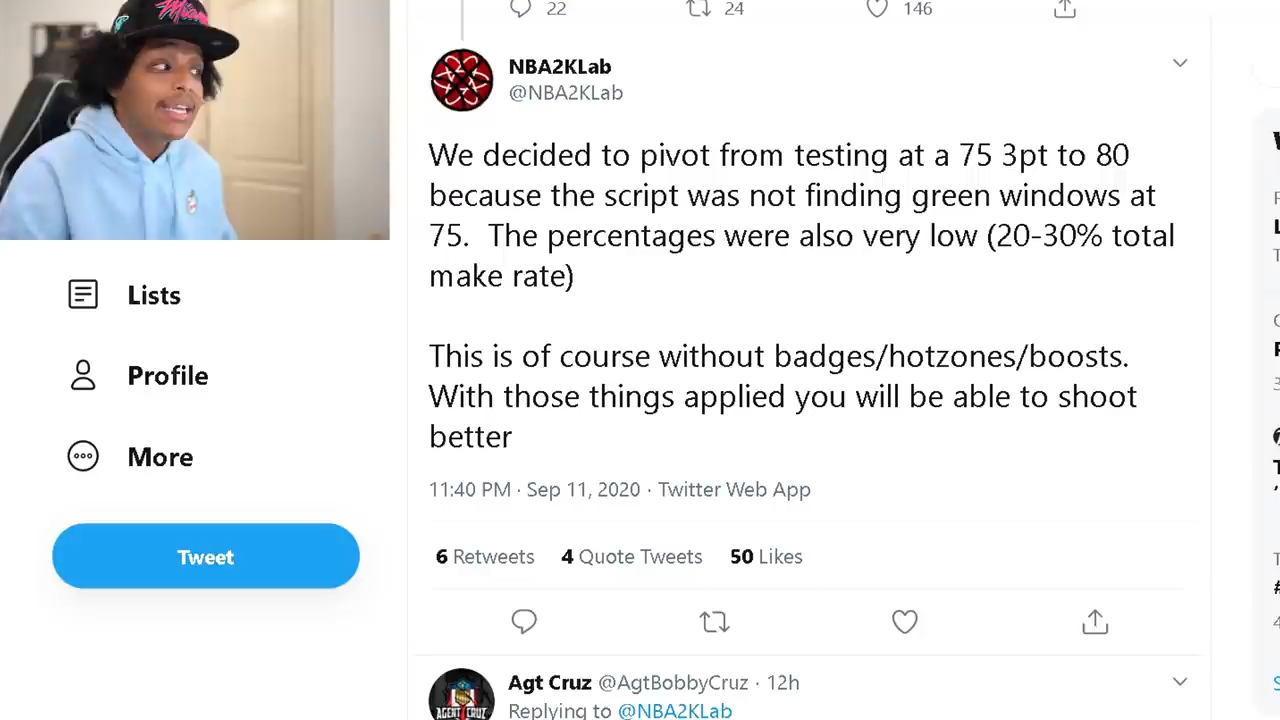 Miami
22 24 146
NBA2KLab
@NBA2KLab
We decided to pivot from testing at a 75 3pt to 80
because the script was not finding green windows at
75.  The percentages were also very low (20-30% total
make rate)
This is of course without badges/hotzones/boosts.
With those things applied you will be able to shoot
better
11:40 PM · Sep 11, 2020 · Twitter Web App
6 Retweets 4 Quote Tweets 50 Likes
Lists
Profile
More
Tweet
Agt Cruz @AgtBobbyCruz · 12h
Replying to @NBA2KLab
AGENT CRUZ